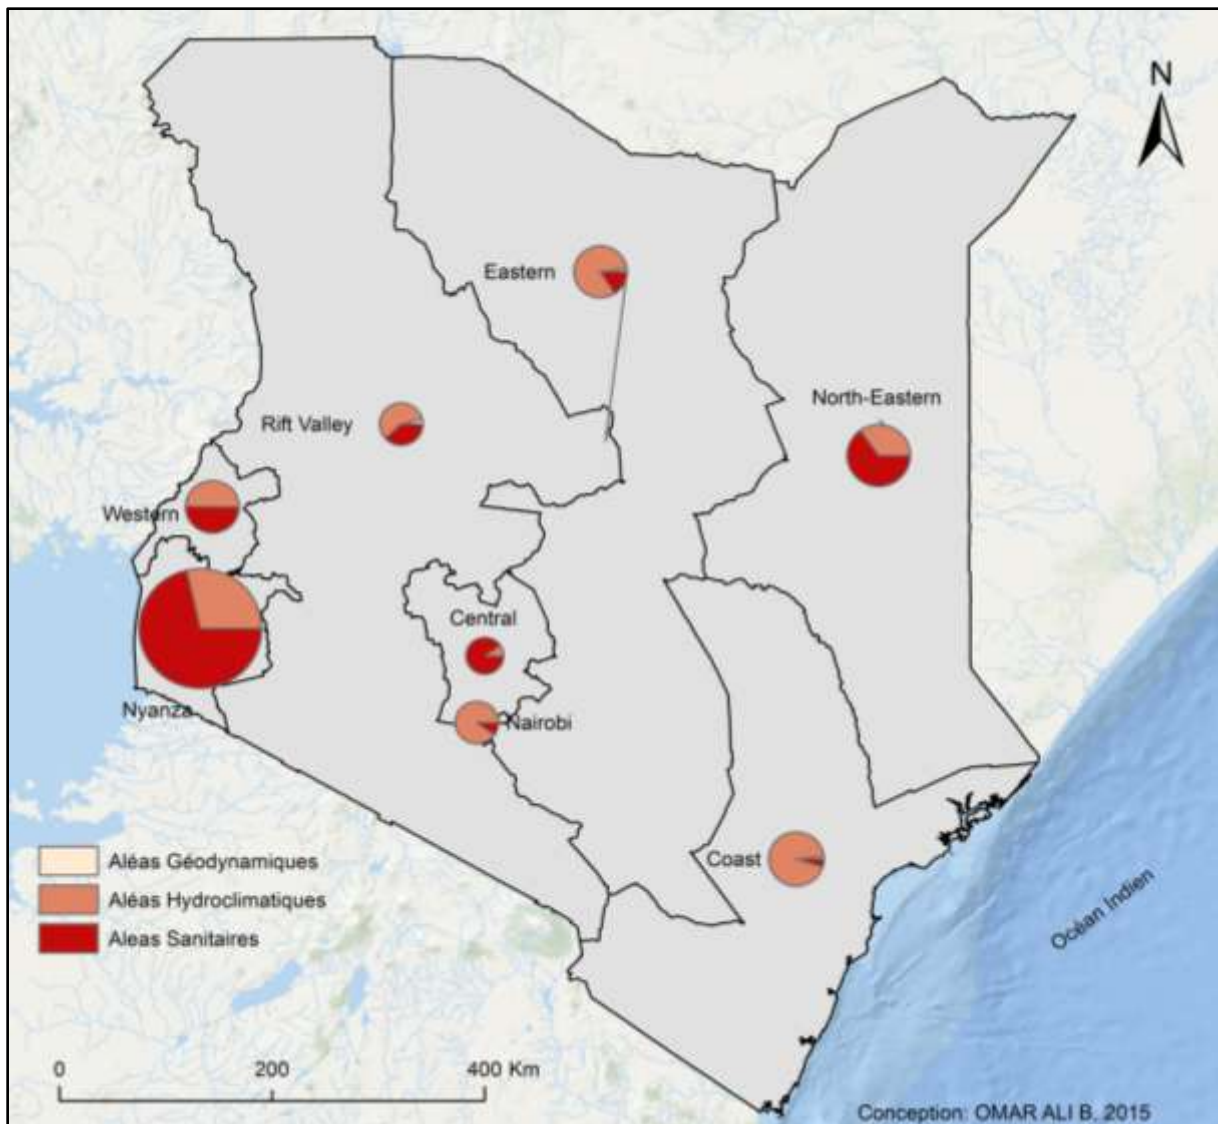 N
Eastern
North-Eastern
Rift Valley
Western
Central
Nyanza
Nairobi
Coast
Aléas Géodynamiques
Aléas Hydroclimatiques
Aleas Sanitaires
Océan Indien
0 200 400 Km
Conception: OMAR ALI B, 2015